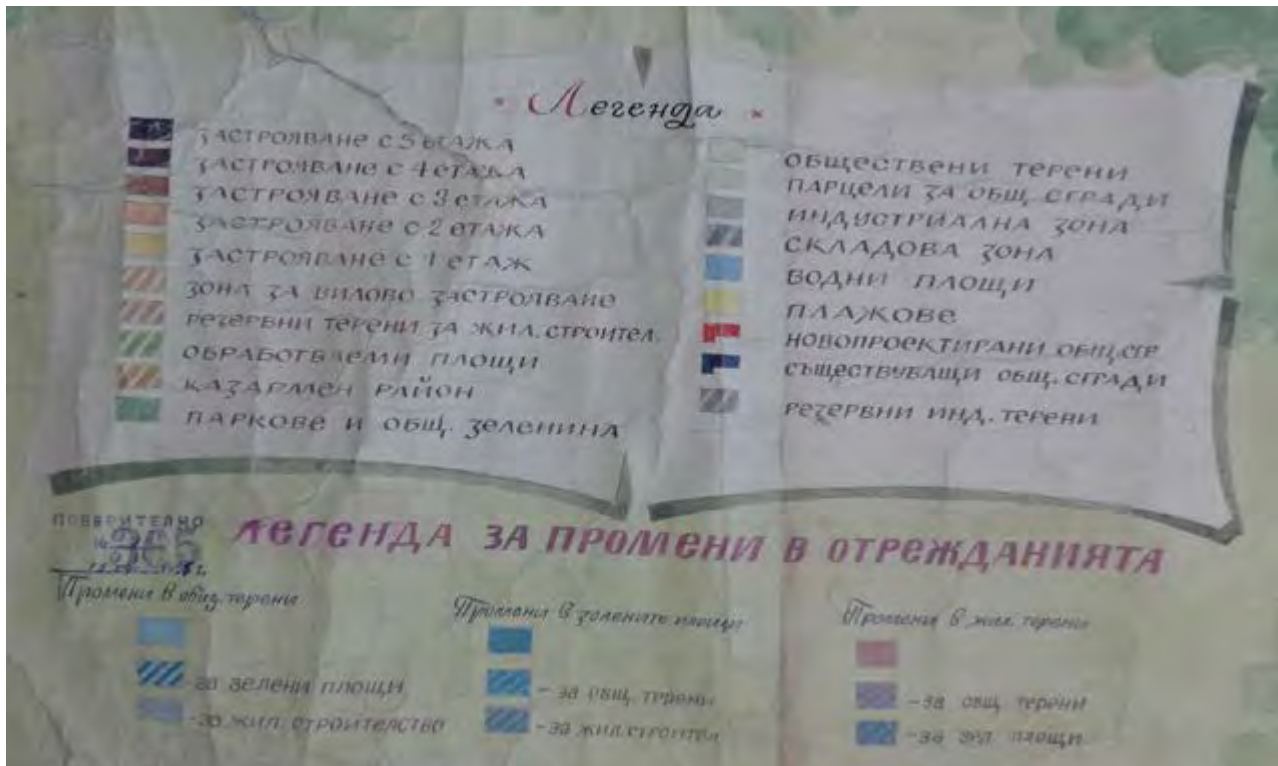 Легенда
ЗАСТРОЯВАНЕ С 5 ЕТАЖА
ЗАСТРОЯВАНЕ С 4 ЕТАЖА
ЗАСТРОЯВАНЕ С 3 ЕТАЖА
ЗАСТРОЯВАНЕ С 2 ЕТАЖА
ЗАСТРОЯВАНЕ С 1 ЕТАЖ
ЗОНА ЗА ВИЛОВО ЗАСТРОЯВАНЕ
РЕЗЕРВНИ ТЕРЕНИ ЗА ЖИЛ. СТРОИТЕЛ.
ОБРАБОТВАЕМИ ПЛОЩИ
КАЗАРМЕН РАЙОН
ПАРКОВЕ И ОБЩ. ЗЕЛЕНИНА
ОБЩЕСТВЕНИ ТЕРЕНИ
ПАРЦЕЛИ ЗА ОБЩ. СГРАДИ
ИНДУСТРИАЛНА ЗОНА
СКЛАДОВА ЗОНА
ВОДНИ ПЛОЩИ
ПЛАЖОВЕ
НОВОПРОЕКТИРАНИ ОБЩ. СГР.
СЪЩЕСТВУВАЩИ ОБЩ. СГРАДИ
РЕЗЕРВНИ ИНД. ТЕРЕНИ
ПОВЕРИТЕЛНО
ЛЕГЕНДА ЗА ПРОМЕНИ В ОТРЕЖДАНИЯТА
Промени в общ. терени
-за зелени площи
-за жил. строителство
Промени в зелените площи
-за общ. терени
-за жил. строител
Промени в жил. терени
-за общ. терени
-за зел. площи